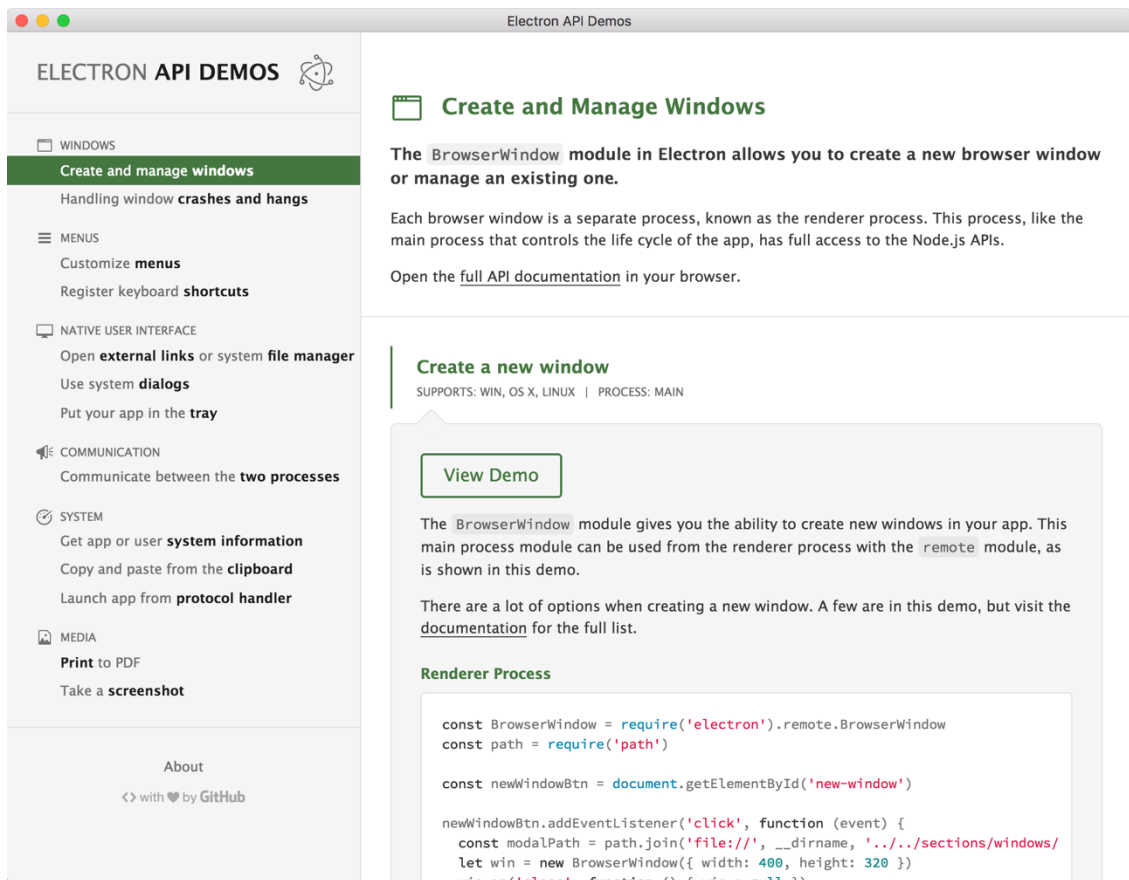 Electron API Demos
ELECTRON API DEMOS
WINDOWS
Create and manage windows
Handling window crashes and hangs
MENUS
Customize menus
Register keyboard shortcuts
NATIVE USER INTERFACE
Open external links or system file manager
Use system dialogs
Put your app in the tray
COMMUNICATION
Communicate between the two processes
SYSTEM
Get app or user system information
Copy and paste from the clipboard
Launch app from protocol handler
MEDIA
Print to PDF
Take a screenshot
About
<> with ♥ by GitHub
Create and Manage Windows
The BrowserWindow module in Electron allows you to create a new browser window
or manage an existing one.
Each browser window is a separate process, known as the renderer process. This process, like the
main process that controls the life cycle of the app, has full access to the Node.js APIs.
Open the full API documentation in your browser.
Create a new window
SUPPORTS: WIN, OS X, LINUX | PROCESS: MAIN
View Demo
The BrowserWindow module gives you the ability to create new windows in your app. This
main process module can be used from the renderer process with the remote module, as
is shown in this demo.
There are a lot of options when creating a new window. A few are in this demo, but visit the
documentation for the full list.
Renderer Process
const BrowserWindow = require('electron').remote.BrowserWindow
const path = require('path')
const newWindowBtn = document.getElementById('new-window')
newWindowBtn.addEventListener('click', function (event) {
const modalPath = path.join('file://', __dirname, '../../sections/windows/
let win = new BrowserWindow({ width: 400, height: 320 })